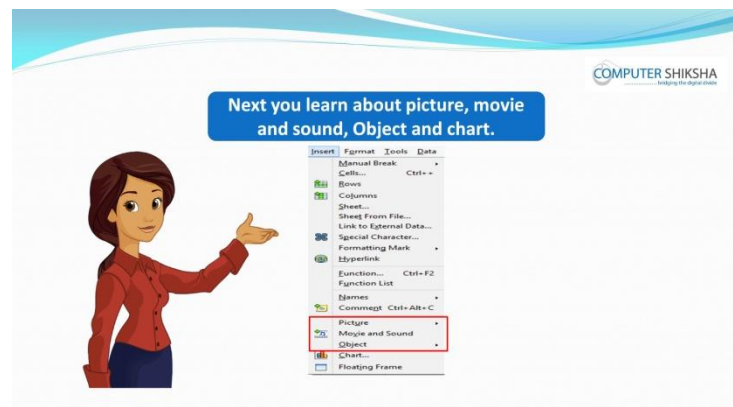 COMPUTER SHIKSHA
bridging the digital divide
Next you learn about picture, movie
and sound, Object and chart.
Insert Format Tools Data
Manual Break
Cells... Ctrl++
Rows
Columns
Sheet...
Sheet From File...
Link to External Data...
Special Character...
Formatting Mark
Hyperlink
Function... Ctrl+F2
Function List
Names
Comment Ctrl+Alt+C
Picture
Movie and Sound
Object
Chart...
Floating Frame